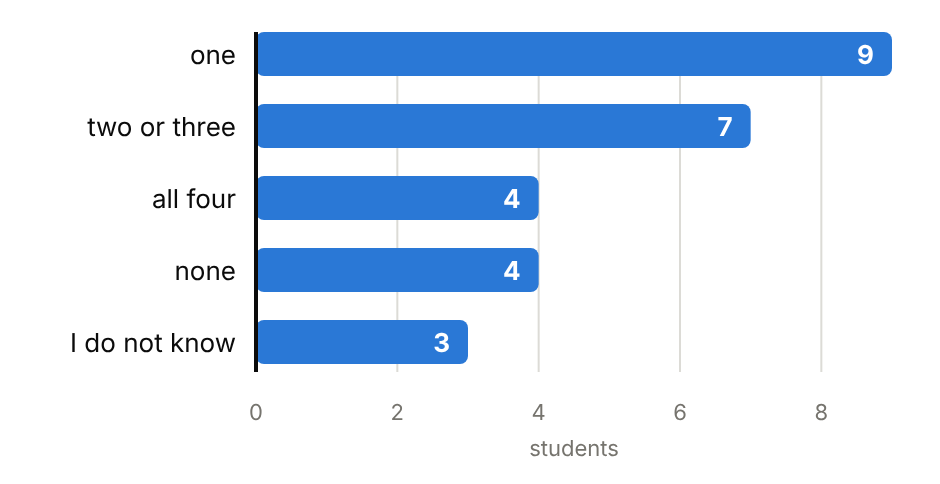 one 9
two or three 7
all four 4
none 4
I do not know 3
0 2 4 6 8
students